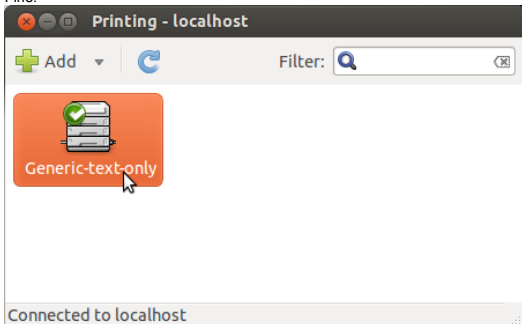 Printing - localhost
Add
Filter:
Generic-text-only
Connected to localhost